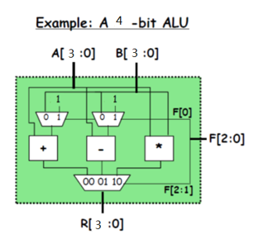 Example: A 4 -bit ALU
A[ 3 :0] B[ 3 :0]
1 1
0 1 0 1 F[0]
+ - * F[2:0]
00 01 10
F[2:1]
R[ 3 :0]